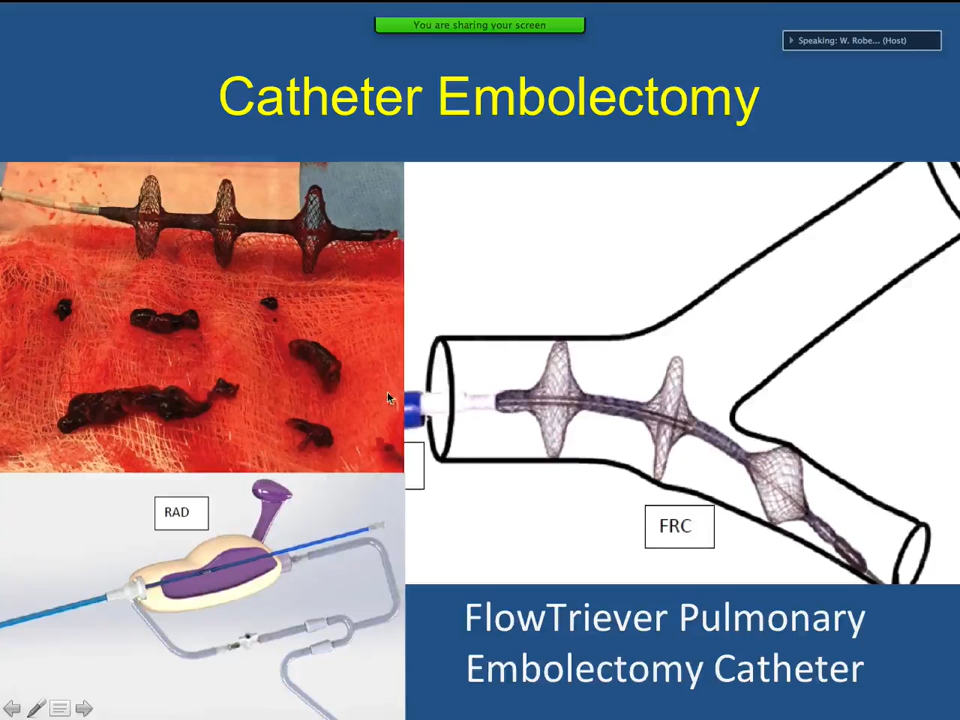 You are sharing your screen
Speaking: W. Robe... (Host)
Catheter Embolectomy
RAD
FRC
FlowTriever Pulmonary
Embolectomy Catheter